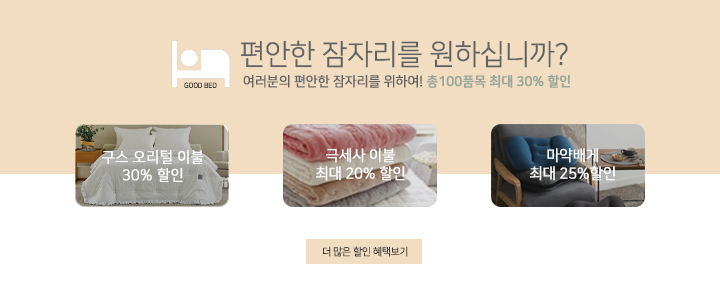 편안한 잠자리를 원하십니까?
GOOD BED
여러분의 편안한 잠자리를 위하여! 총100품목 최대 30% 할인
구스 오리털 이불
30% 할인
극세사 이불
최대 20% 할인
마약배게
최대 25%할인
더 많은 할인 혜택보기